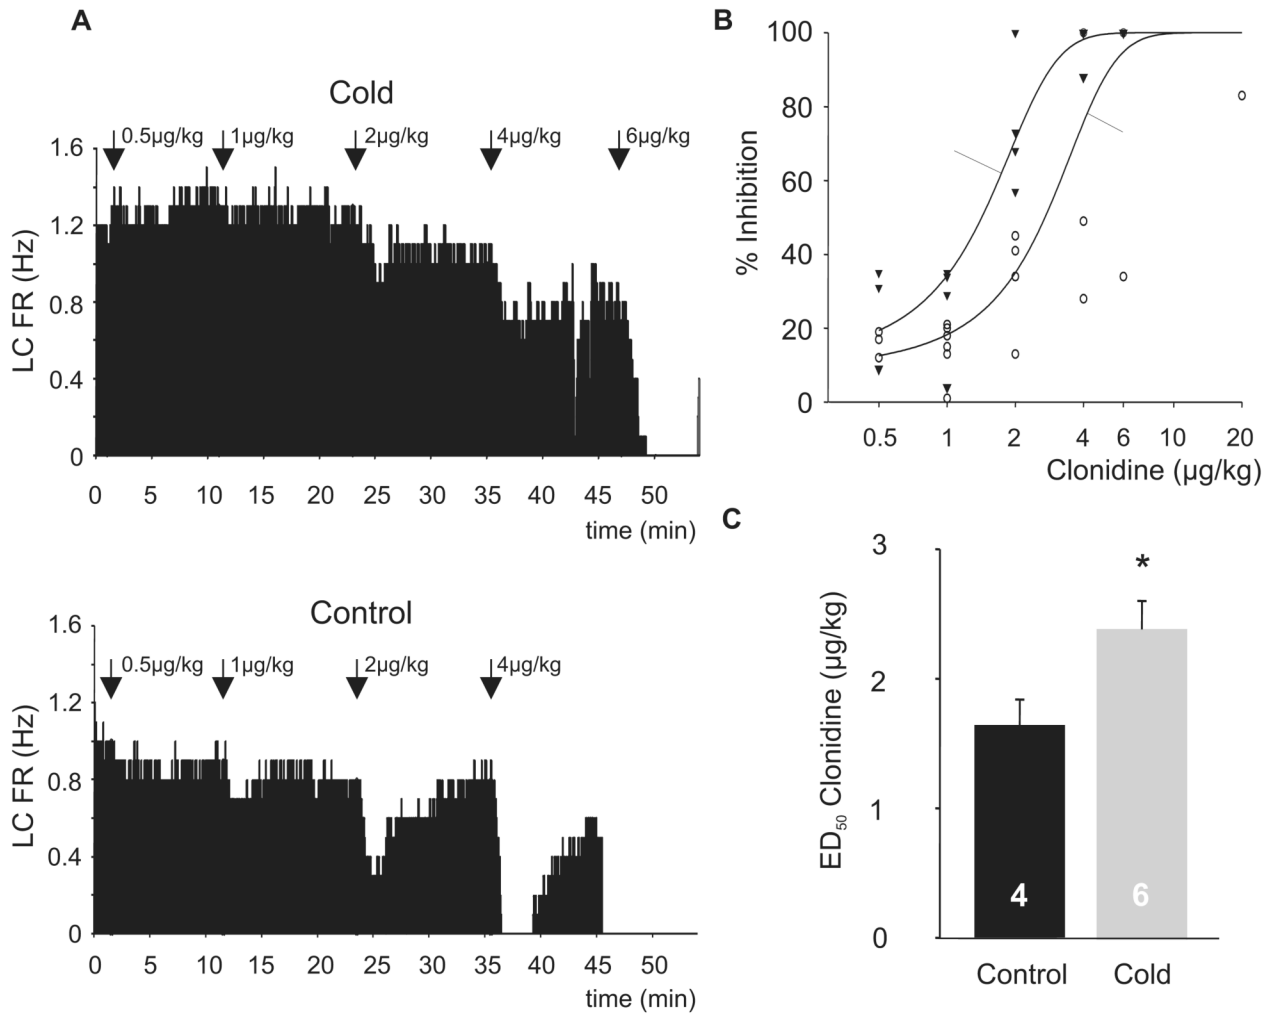 A
Cold
0.5µg/kg 1µg/kg 2µg/kg 4µg/kg 6µg/kg
1.6
1.2
0.8
0.4
0
LC FR (Hz)
0 5 10 15 20 25 30 35 40 45 50
time (min)
Control
0.5µg/kg 1µg/kg 2µg/kg 4µg/kg
1.6
1.2
0.8
0.4
0
LC FR (Hz)
0 5 10 15 20 25 30 35 40 45 50
time (min)
B
100
80
60
40
20
0
% Inhibition
0.5 1 2 4 6 10 20
Clonidine (µg/kg)
C
3
2
1
0
ED50 Clonidine (µg/kg)
*
4 6
Control Cold